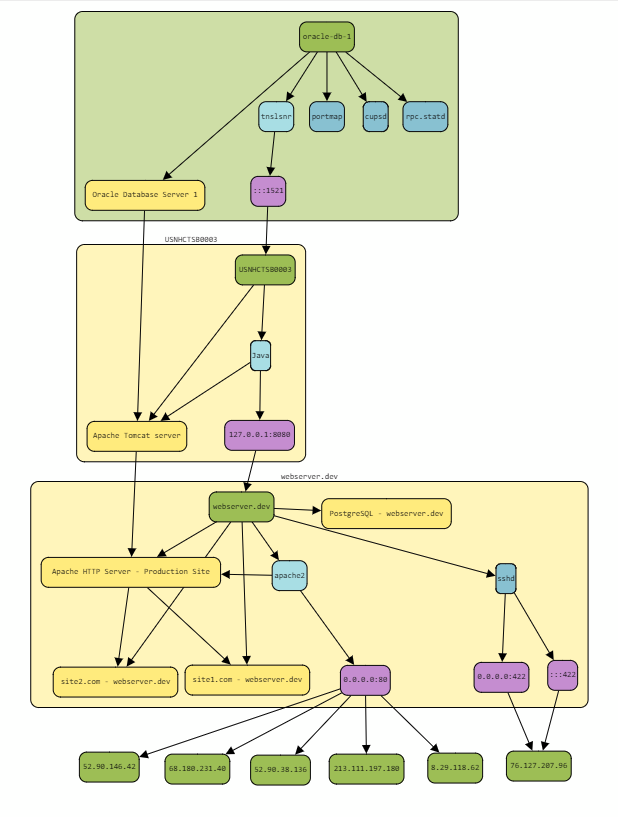 oracle-db-1
tnslsnr
portmap
cupsd
rpc.statd
Oracle Database Server 1
:::1521
USNHCTSB0003
USNHCTSB0003
Java
Apache Tomcat server
127.0.0.1:8080
webserver.dev
webserver.dev
PostgreSQL - webserver.dev
Apache HTTP Server - Production Site
apache2
sshd
site2.com - webserver.dev
site1.com - webserver.dev
0.0.0.0:80
0.0.0.0:422
:::422
52.90.146.42
68.180.231.40
52.90.38.136
213.111.197.180
8.29.118.62
76.127.207.96